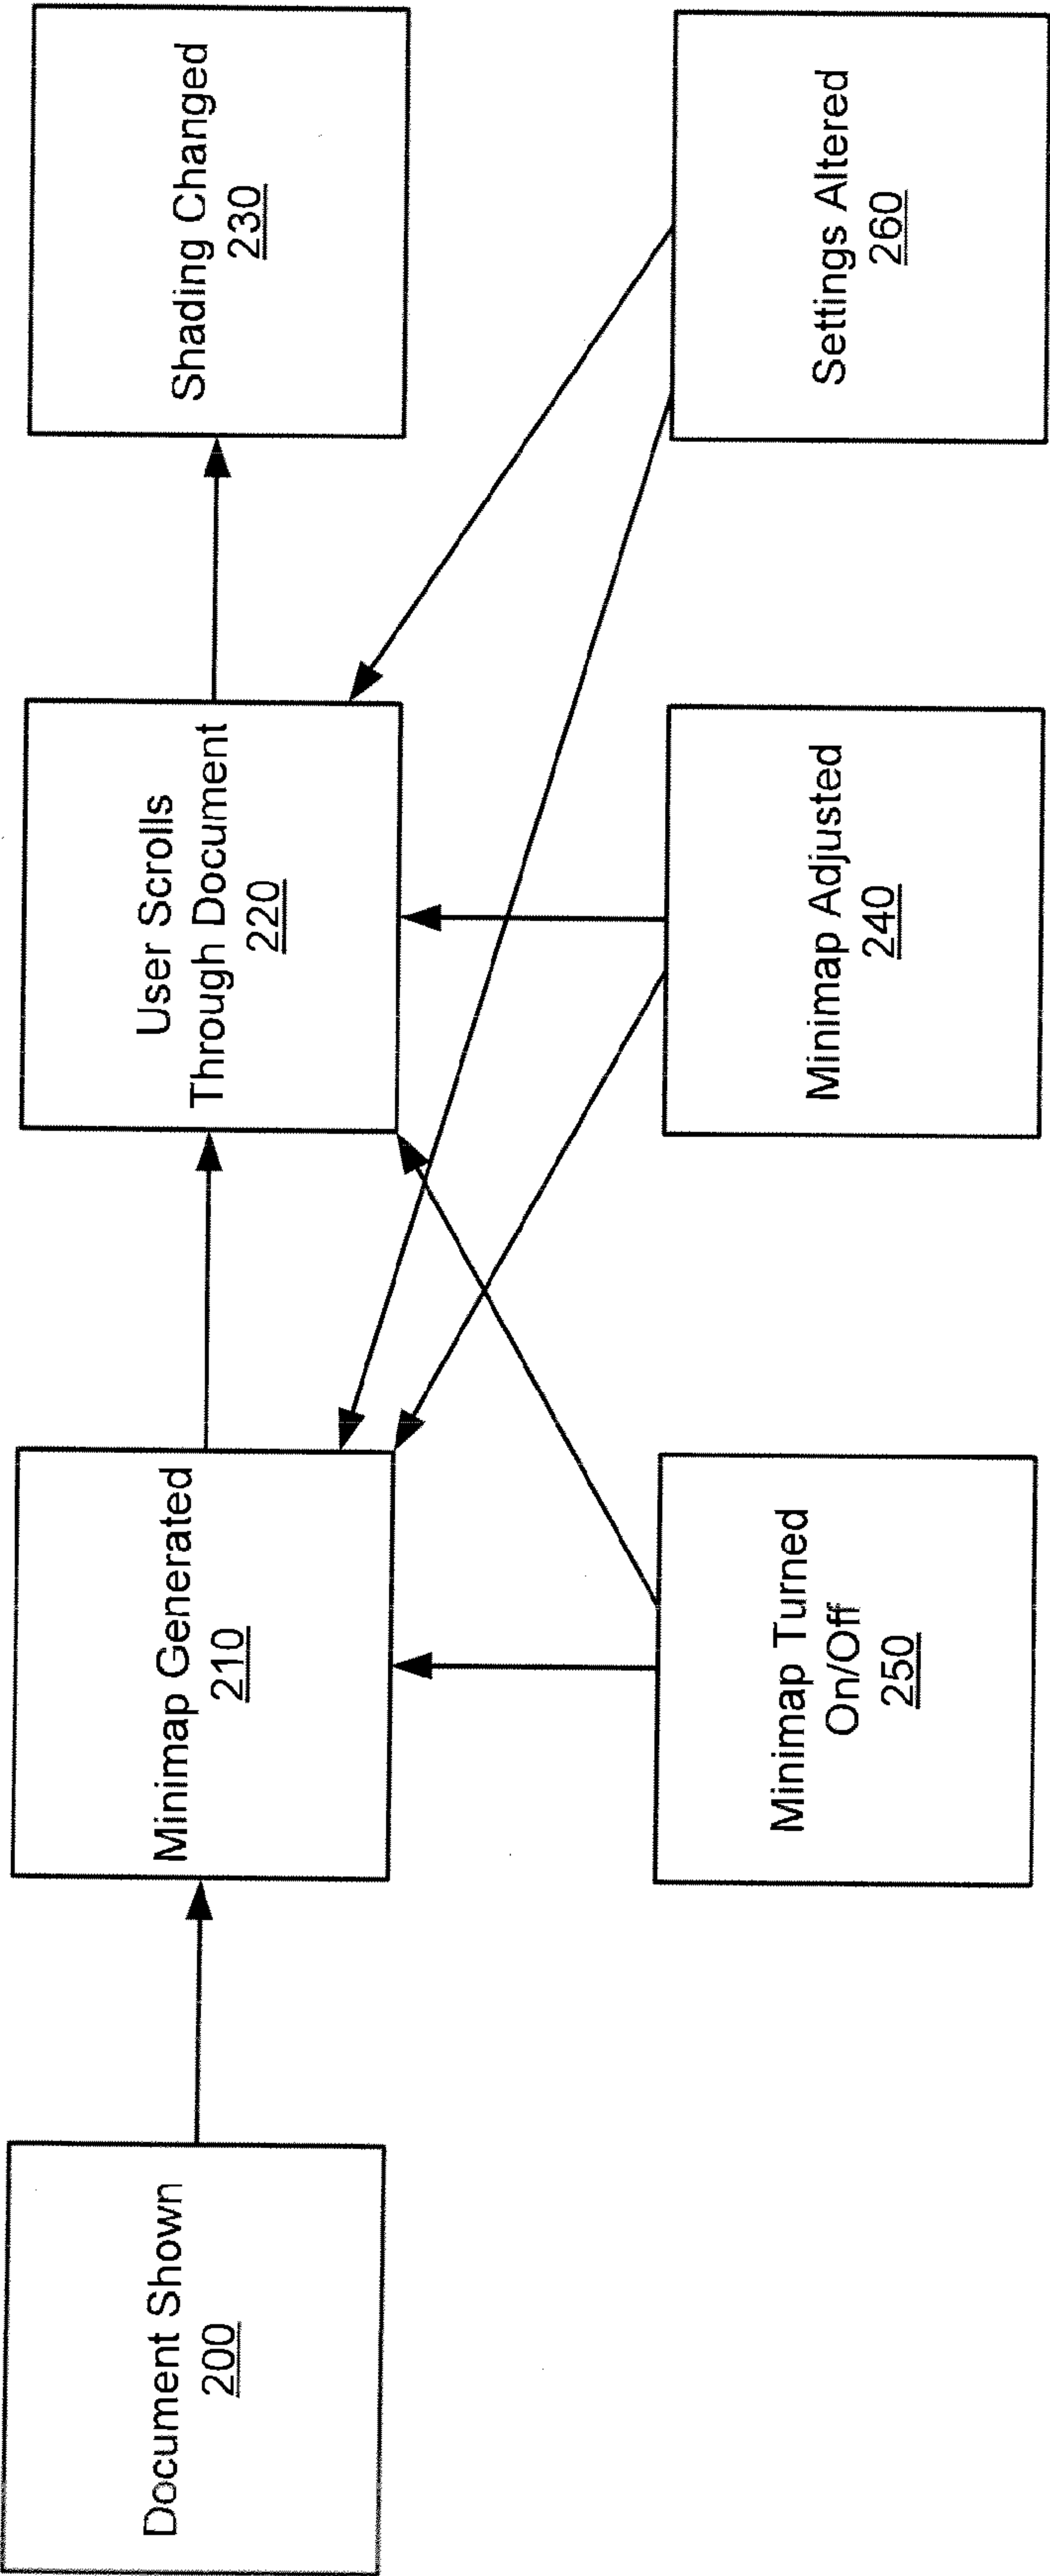 Document Shown
200
Minimap Generated
210
User Scrolls
Through Document
220
Shading Changed
230
Minimap Turned
On/Off
250
Minimap Adjusted
240
Settings Altered
260